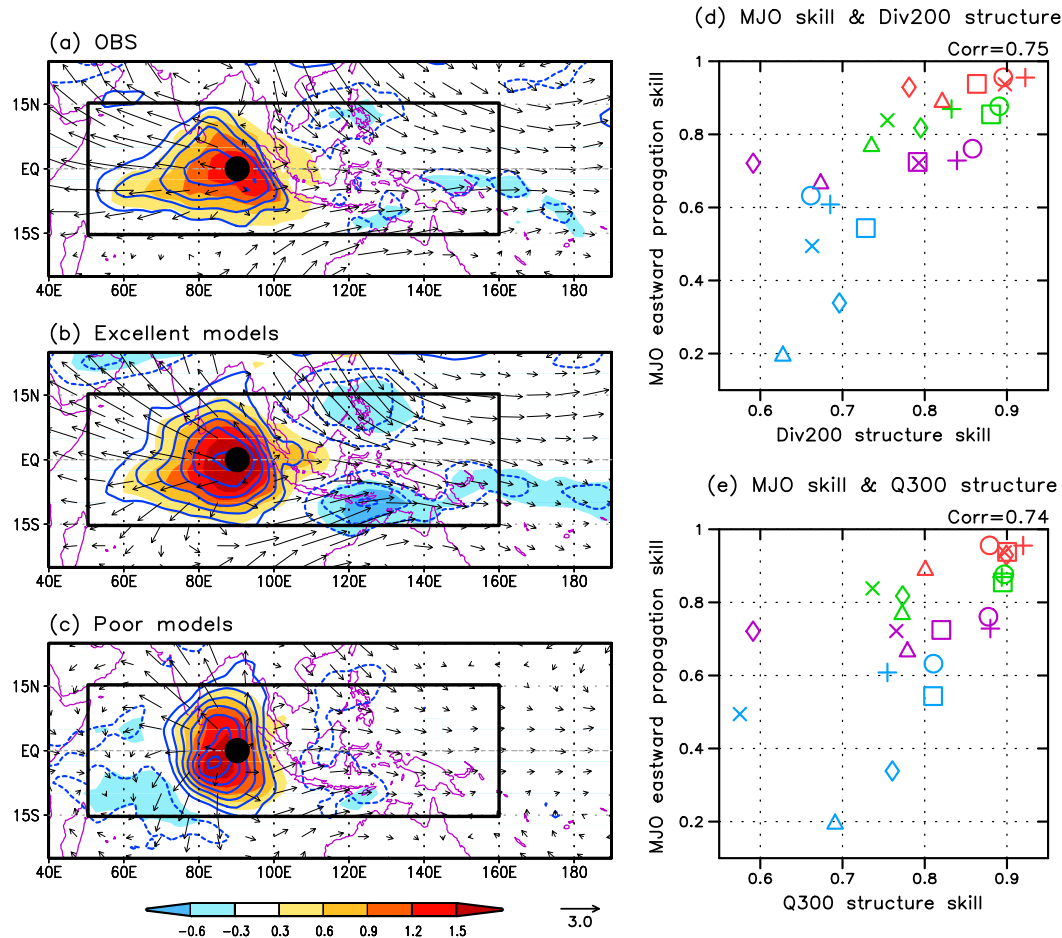 (a) OBS
15N
EQ
15S
40E 60E 80E 100E 120E 140E 160E 180
(b) Excellent models
15N
EQ
15S
40E 60E 80E 100E 120E 140E 160E 180
(c) Poor models
15N
EQ
15S
40E 60E 80E 100E 120E 140E 160E 180
-0.6 -0.3 0.3 0.6 0.9 1.2 1.5
3.0
(d) MJO skill & Div200 structure
Corr=0.75
MJO eastward propagation skill
1
0.8
0.6
0.4
0.2
0.6 0.7 0.8 0.9
Div200 structure skill
(e) MJO skill & Q300 structure
Corr=0.74
MJO eastward propagation skill
1
0.8
0.6
0.4
0.2
0.6 0.7 0.8 0.9
Q300 structure skill